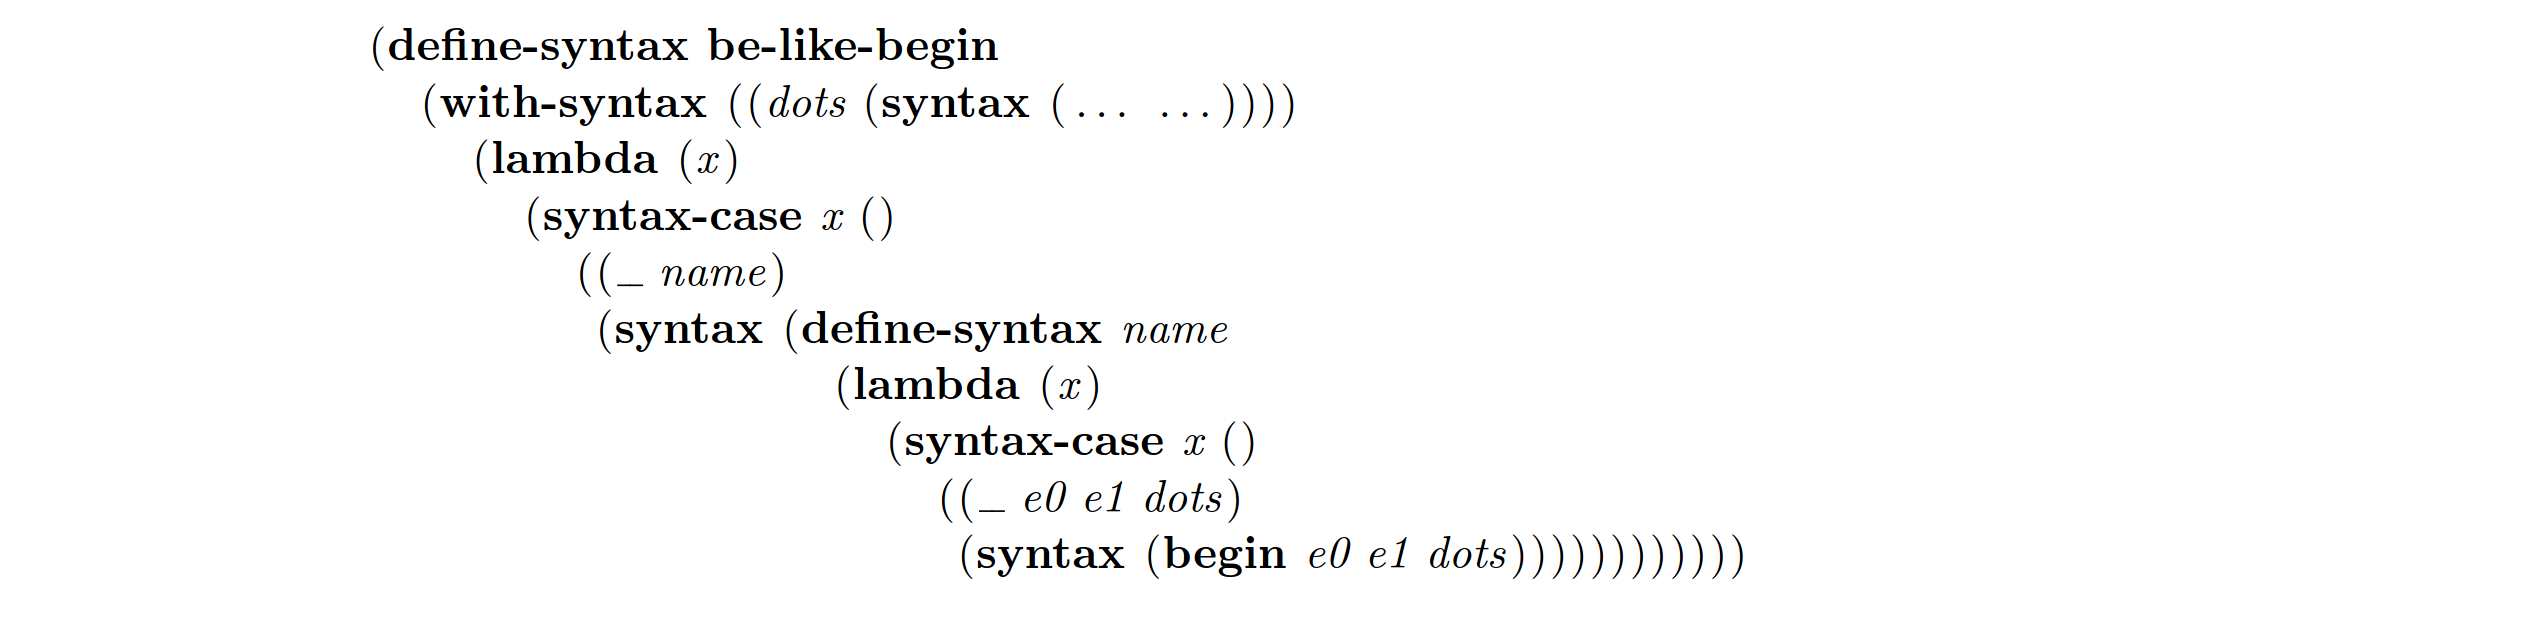 (define-syntax be-like-begin
(with-syntax ((dots (syntax (... ...))))
(lambda (x)
(syntax-case x ()
((_ name)
(syntax (define-syntax name
(lambda (x)
(syntax-case x ()
((_ e0 e1 dots)
(syntax (begin e0 e1 dots))))))))))))